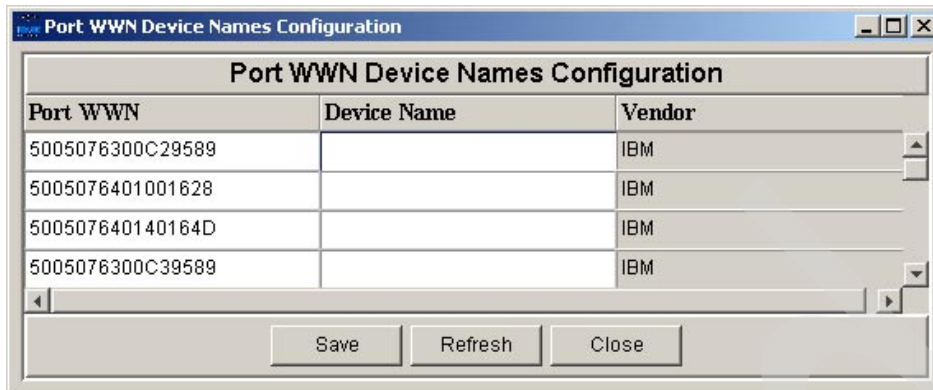 Port WWN Device Names Configuration
Port WWN Device Names Configuration
Port WWN Device Name Vendor
5005076300C29589 IBM
5005076401001628 IBM
500507640140164D IBM
5005076300C39589 IBM
Save Refresh Close